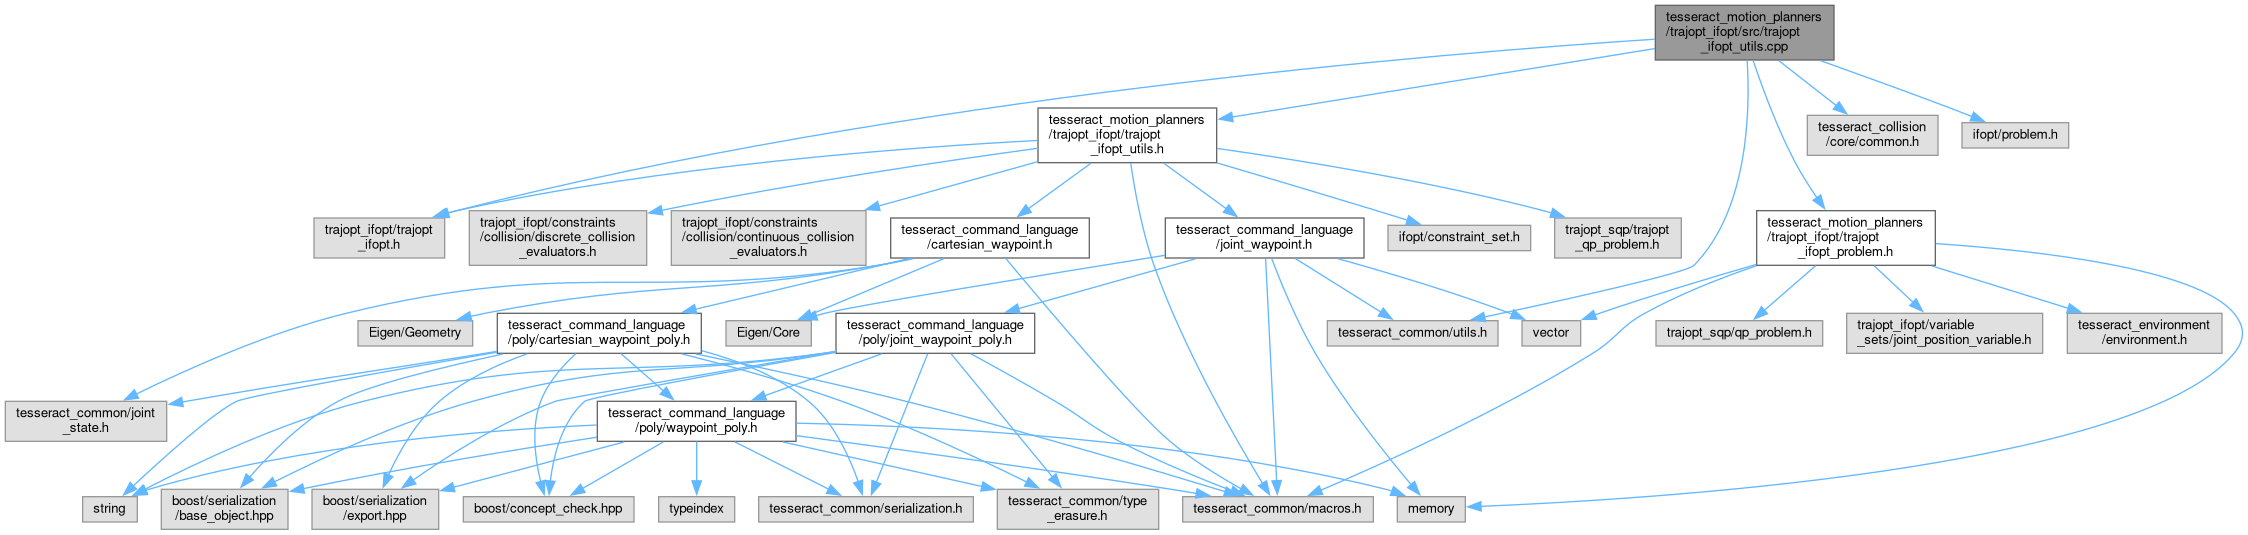 tesseract_motion_planners
/trajopt_ifopt/src/trajopt
_ifopt_utils.cpp
tesseract_motion_planners
/trajopt_ifopt/trajopt
_ifopt_utils.h
tesseract_collision
/core/common.h
ifopt/problem.h
trajopt_ifopt/trajopt
_ifopt.h
trajopt_ifopt/constraints
/collision/discrete_collision
_evaluators.h
trajopt_ifopt/constraints
/collision/continuous_collision
_evaluators.h
tesseract_command_language
/cartesian_waypoint.h
tesseract_command_language
/joint_waypoint.h
ifopt/constraint_set.h
trajopt_sqp/trajopt
_qp_problem.h
tesseract_motion_planners
/trajopt_ifopt/trajopt
_ifopt_problem.h
Eigen/Geometry
tesseract_command_language
/poly/cartesian_waypoint_poly.h
Eigen/Core
tesseract_command_language
/poly/joint_waypoint_poly.h
tesseract_common/utils.h
vector
trajopt_sqp/qp_problem.h
trajopt_ifopt/variable
_sets/joint_position_variable.h
tesseract_environment
/environment.h
tesseract_common/joint
_state.h
tesseract_command_language
/poly/waypoint_poly.h
string
boost/serialization
/base_object.hpp
boost/serialization
/export.hpp
boost/concept_check.hpp
typeindex
tesseract_common/serialization.h
tesseract_common/type
_erasure.h
tesseract_common/macros.h
memory